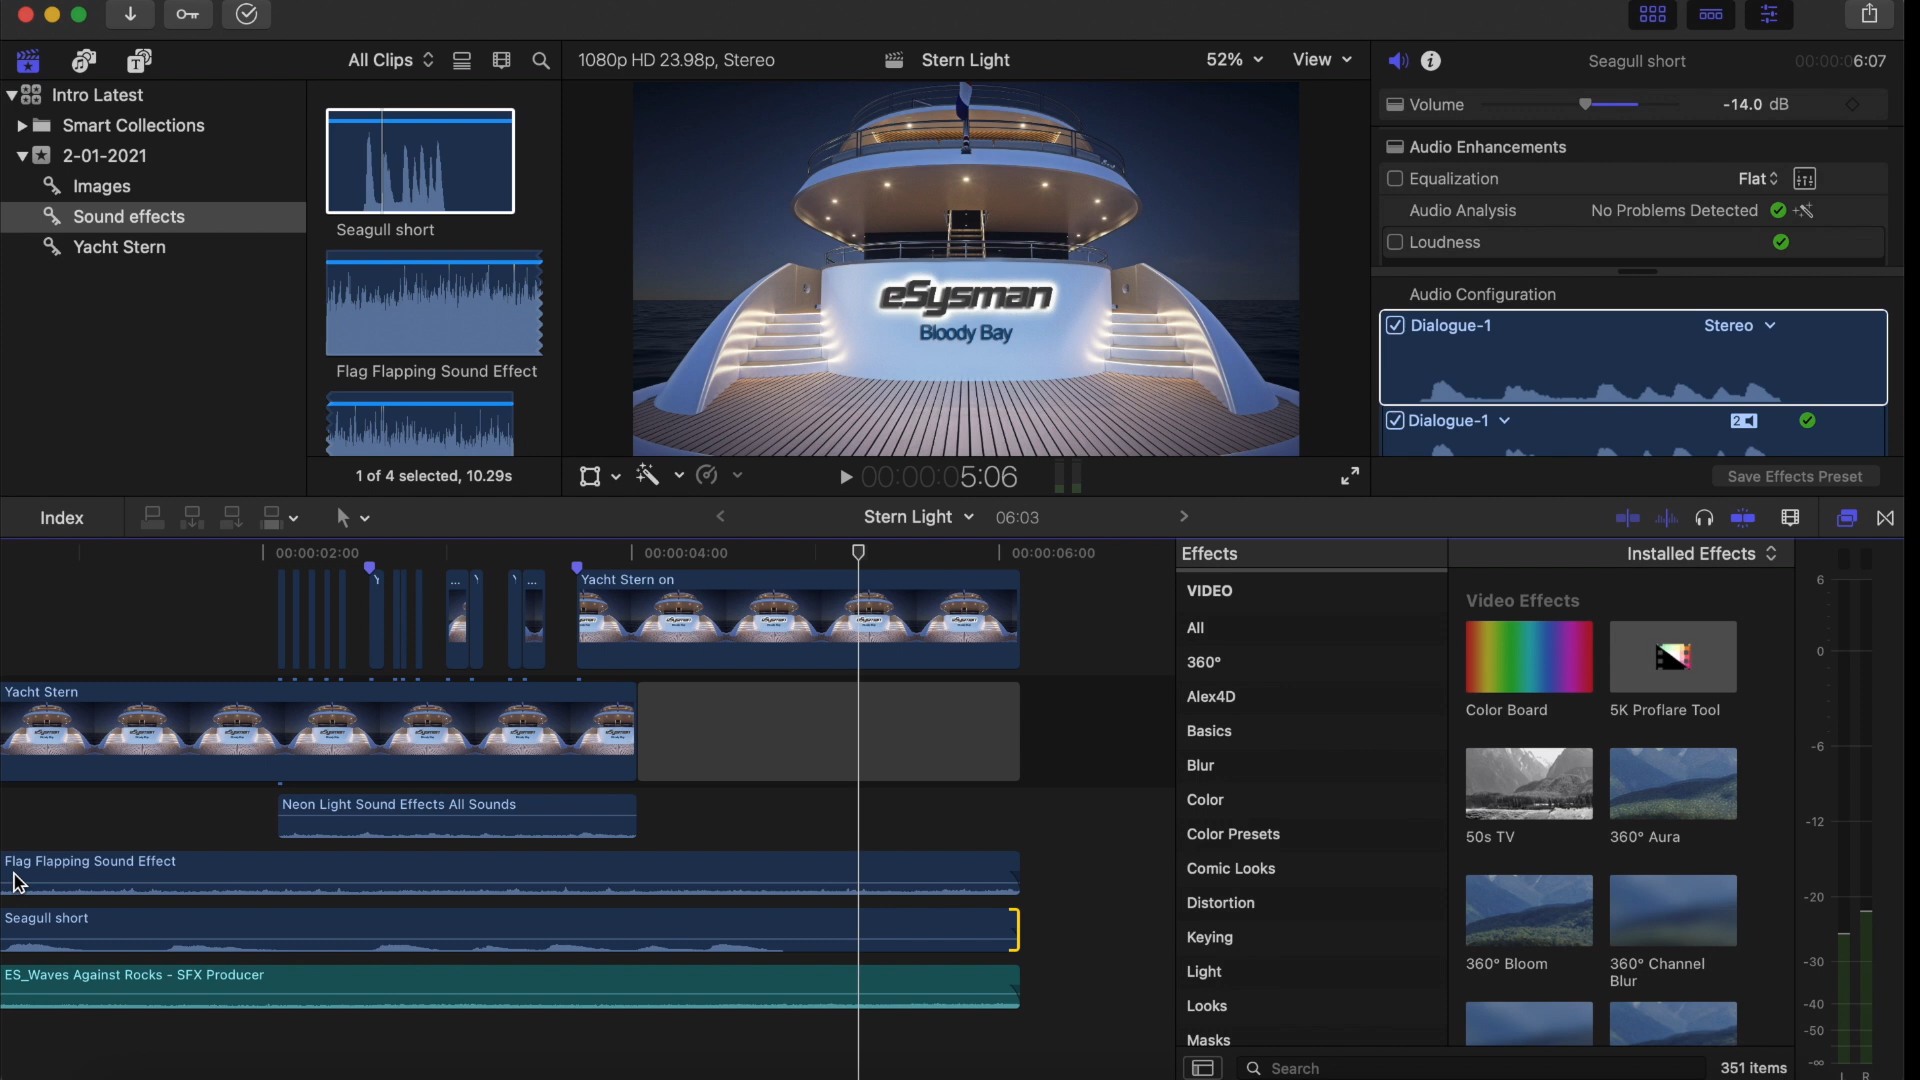 All Clips
1080p HD 23.98p, Stereo
Stern Light
52%
View
Seagull short
00:00:06:07
Intro Latest
Smart Collections
2-01-2021
Images
Sound effects
Yacht Stern
Seagull short
Flag Flapping Sound Effect
1 of 4 selected, 10.29s
eSysman
Bloody Bay
00:00:05:06
Volume
-14.0 dB
Audio Enhancements
Equalization
Flat
Audio Analysis
No Problems Detected
Loudness
Audio Configuration
Dialogue-1
Stereo
Dialogue-1
2
Save Effects Preset
Index
Stern Light
06:03
00:00:02:00
00:00:04:00
00:00:06:00
Y
...
...
Yacht Stern on
Yacht Stern
Neon Light Sound Effects All Sounds
Flag Flapping Sound Effect
Seagull short
ES_Waves Against Rocks - SFX Producer
Effects
Installed Effects
VIDEO
All
360°
Alex4D
Basics
Blur
Color
Color Presets
Comic Looks
Distortion
Keying
Light
Looks
Masks
Video Effects
Color Board
5K Proflare Tool
50s TV
360° Aura
360° Bloom
360° Channel
Blur
Search
351 items
6
0
-6
-12
-20
-30
-40
-50
-∞
L R